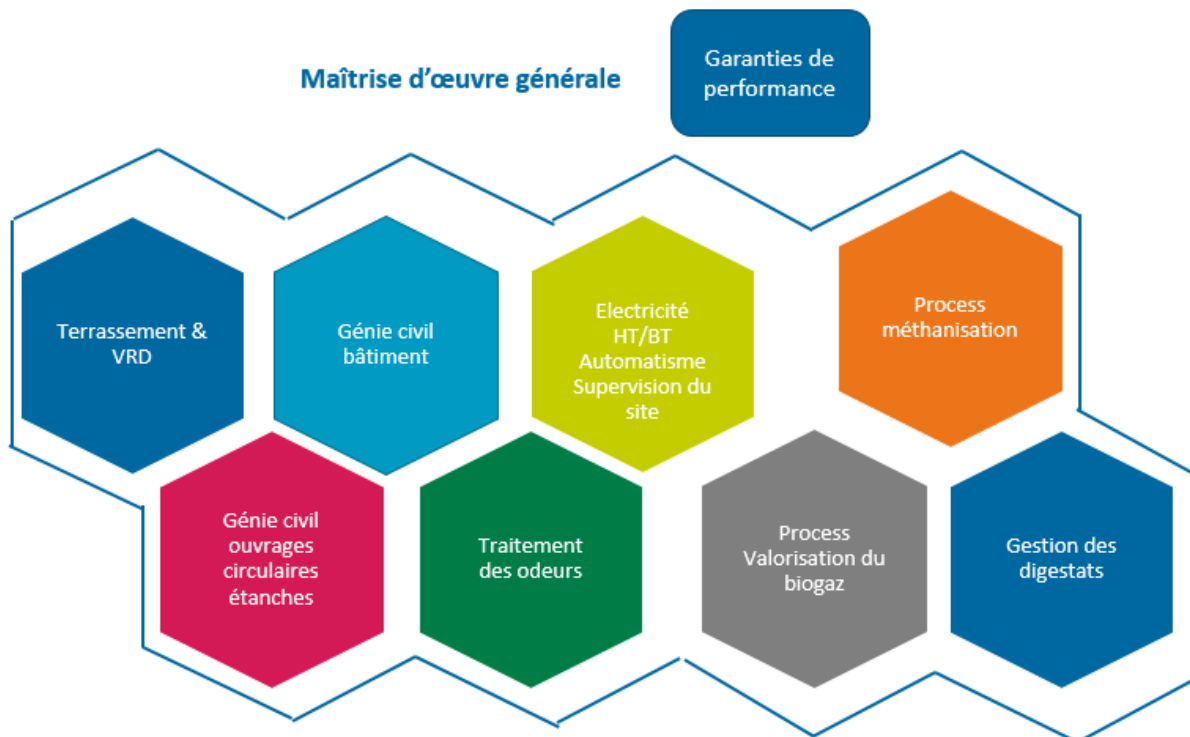 Maîtrise d'œuvre générale
Garanties de
performance
Terrassement &
VRD
Génie civil
bâtiment
Electricité
HT/BT
Automatisme
Supervision du
site
Process
méthanisation
Génie civil
ouvrages
circulaires
étanches
Traitement
des odeurs
Process
Valorisation du
biogaz
Gestion des
digestats